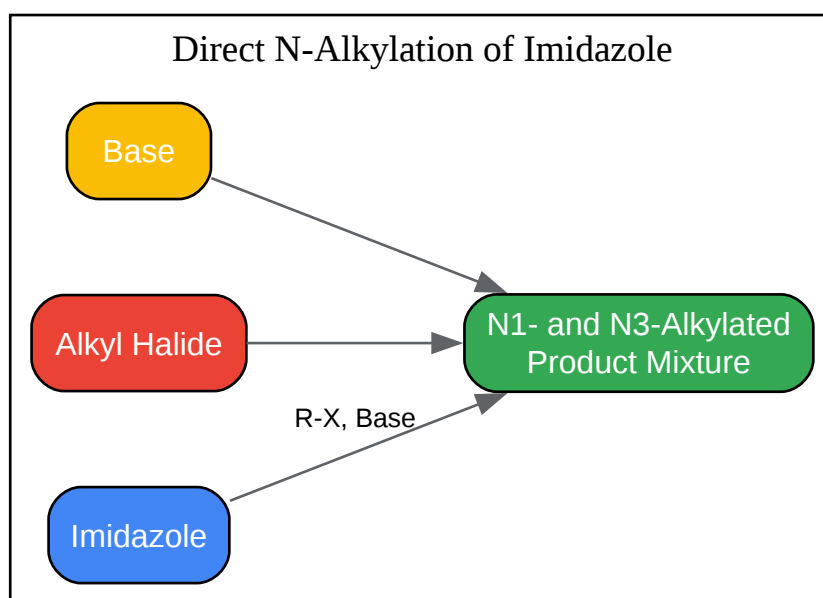 Direct N-Alkylation of Imidazole
Base
Alkyl Halide
N1- and N3-Alkylated
Product Mixture
R-X, Base
Imidazole